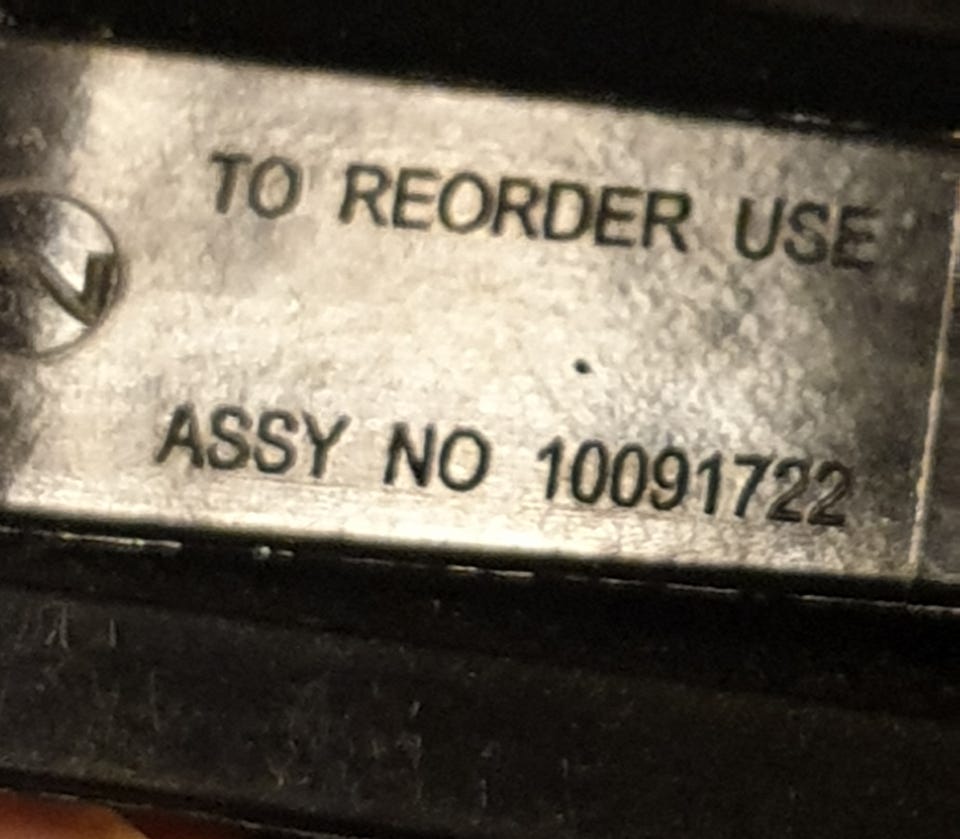 TO REORDER USE
ASSY NO 10091722